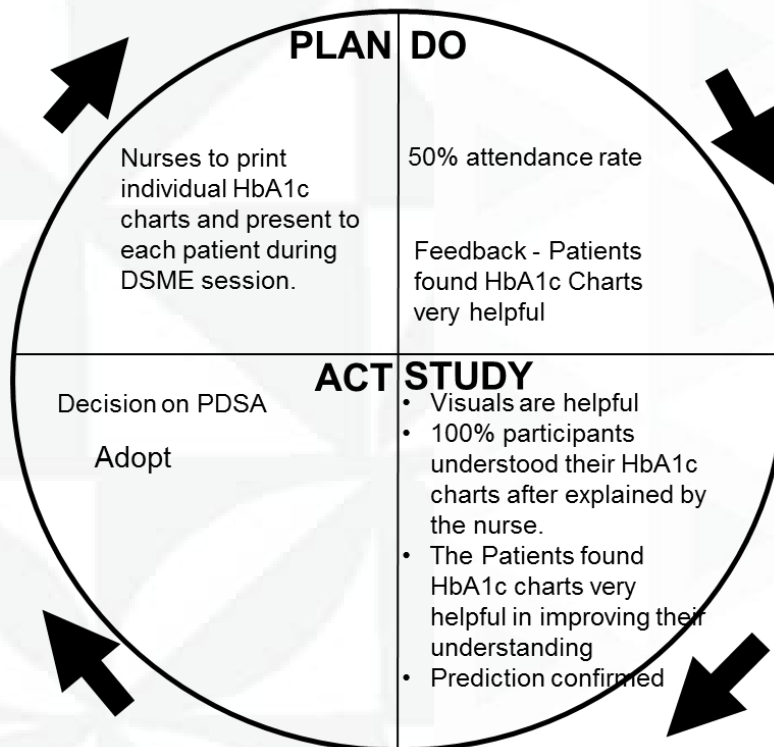 PLAN
Nurses to print
individual HbA1c
charts and present to
each patient during
DSME session.
DO
50% attendance rate
Feedback - Patients
found HbA1c Charts
very helpful
ACT
Decision on PDSA
Adopt
STUDY
• Visuals are helpful
• 100% participants
understood their HbA1c
charts after explained by
the nurse.
• The Patients found
HbA1c charts very
helpful in improving their
understanding
• Prediction confirmed